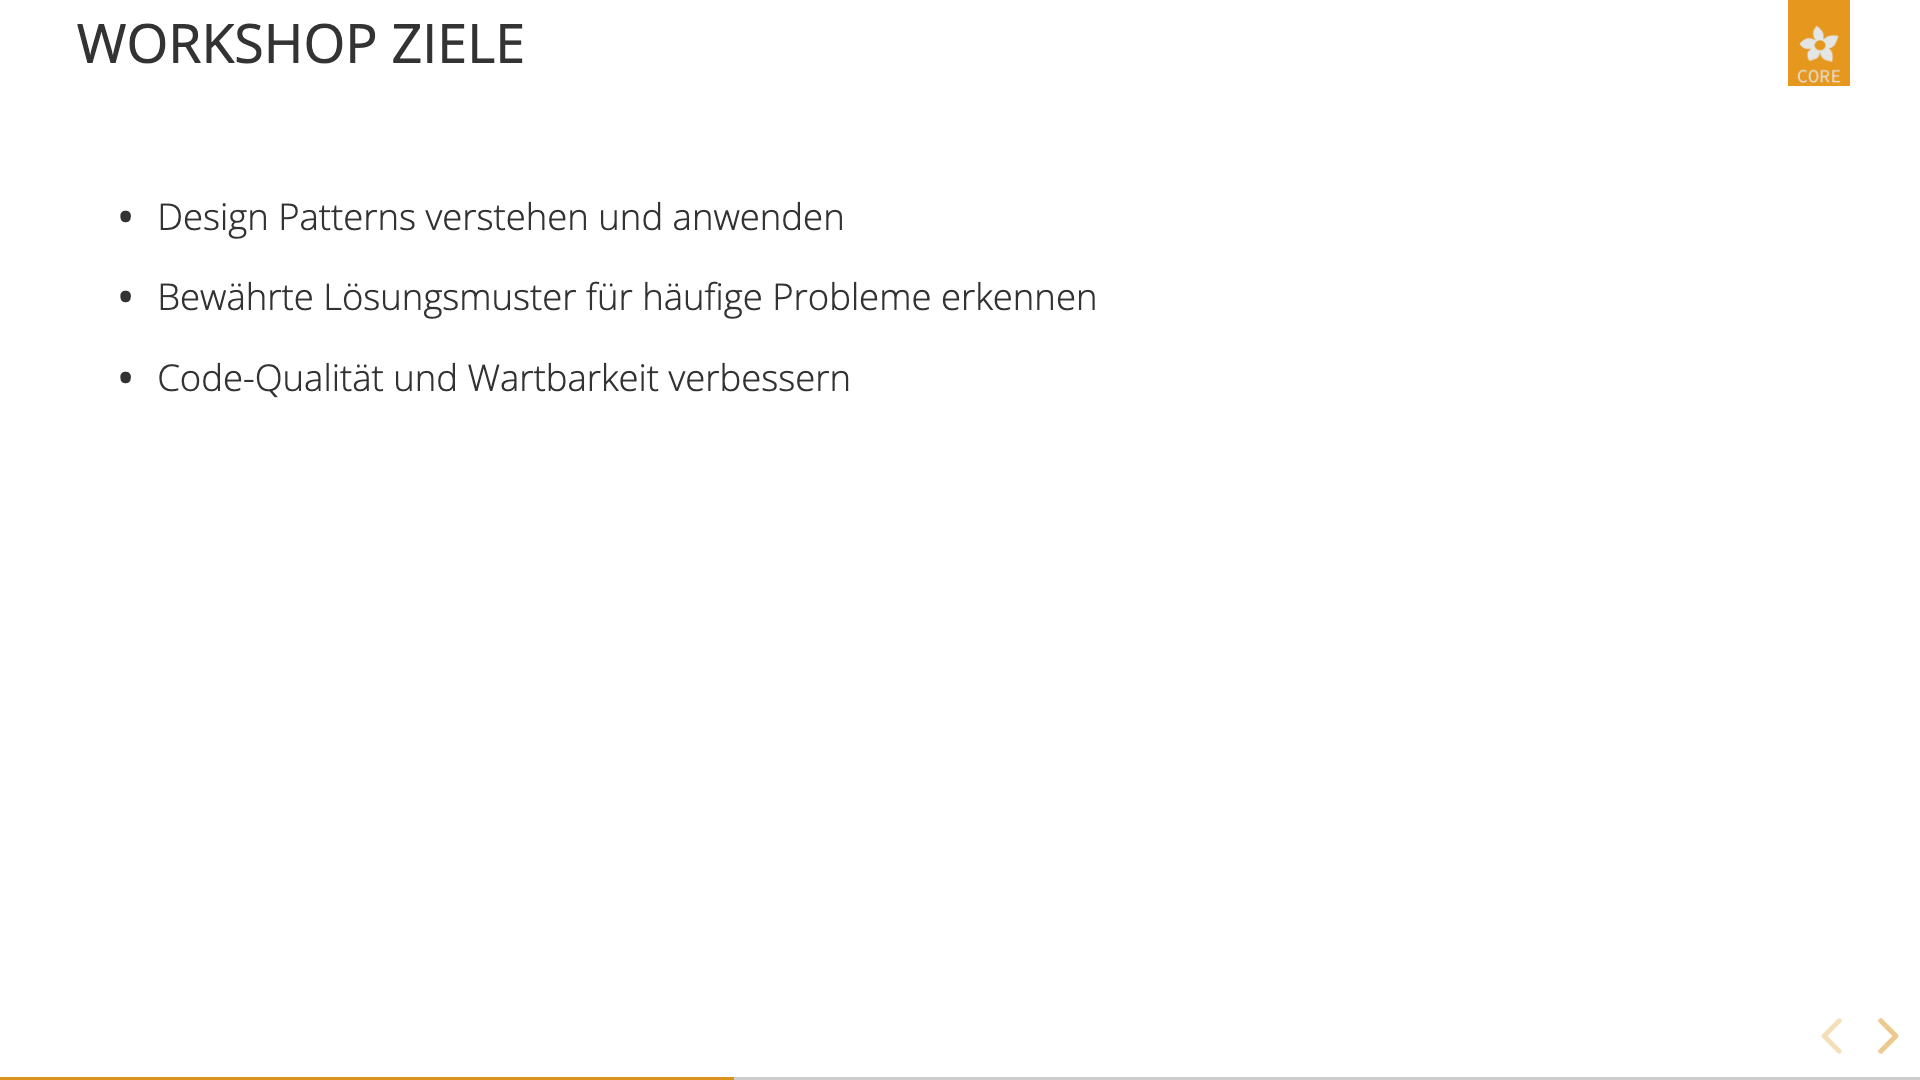 WORKSHOP ZIELE
CORE
• Design Patterns verstehen und anwenden
• Bewährte Lösungsmuster für häufige Probleme erkennen
• Code-Qualität und Wartbarkeit verbessern